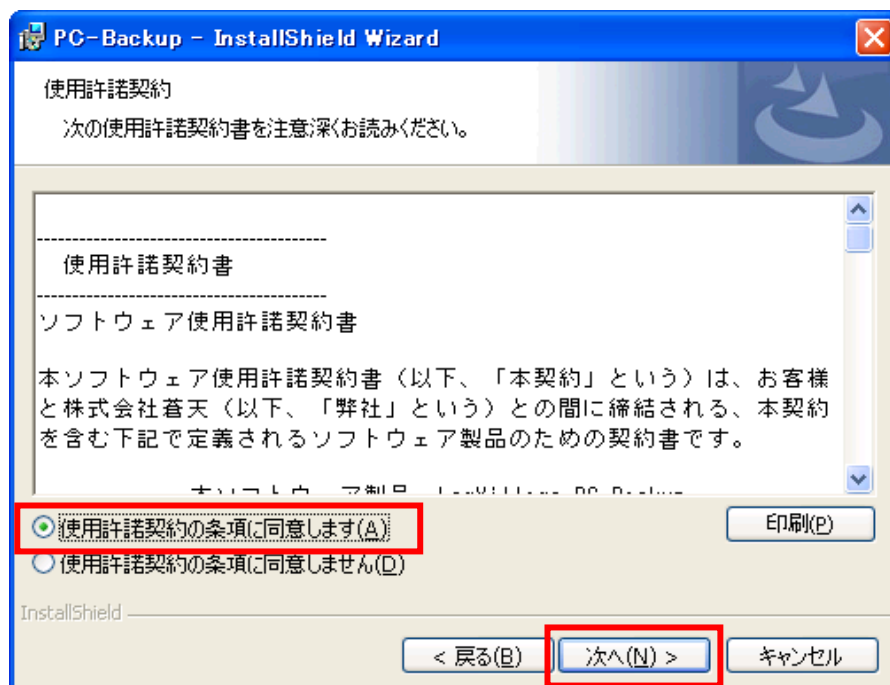 PC-Backup - InstallShield Wizard
使用許諾契約
次の使用許諾契約書を注意深くお読みください。
----------------------------------------
使用許諾契約書
----------------------------------------
ソフトウェア使用許諾契約書
本ソフトウェア使用許諾契約書（以下、「本契約」という）は、お客様
と株式会社蒼天（以下、「弊社」という）との間に締結される、本契約
を含む下記で定義されるソフトウェア製品のための契約書です。
使用許諾契約の条項に同意します(A)
印刷(P)
使用許諾契約の条項に同意しません(D)
InstallShield
< 戻る(B)
次へ(N) >
キャンセル